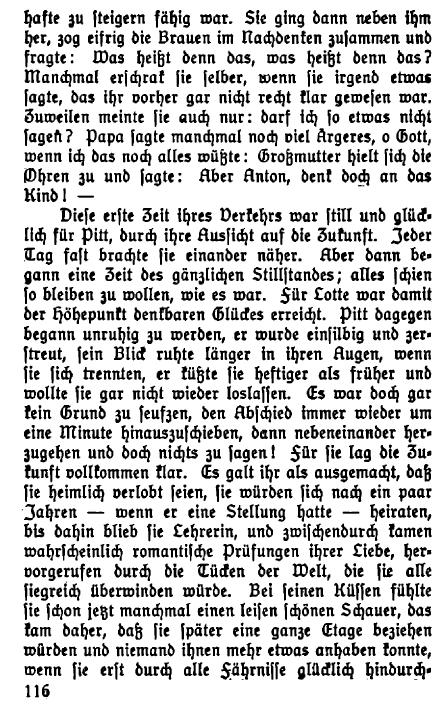 hafte zu steigern fähig war. Sie ging dann neben ihm
her, zog eifrig die Brauen im Nachdenken zusammen und
fragte: Was heißt denn das, was heißt denn das?
Manchmal erschrak sie selber, wenn sie irgend etwas
sagte, das ihr vorher gar nicht recht klar gewesen war.
Zuweilen meinte sie auch nur: darf ich so etwas nicht
sagen? Papa sagte manchmal noch viel Ärgeres, o Gott,
wenn ich das noch alles wüßte: Großmutter hielt sich die
Ohren zu und sagte: Aber Anton, denk doch an das
Kind! —
Diese erste Zeit ihres Verkehrs war still und glück-
lich für Pitt, durch ihre Aussicht auf die Zukunft. Jeder
Tag fast brachte sie einander näher. Aber dann be-
gann eine Zeit des gänzlichen Stillstandes; alles schien
so bleiben zu wollen, wie es war. Für Lotte war damit
der Höhepunkt denkbaren Glückes erreicht. Pitt dagegen
begann unruhig zu werden, er wurde einsilbig und zer-
streut, sein Blick ruhte länger in ihren Augen, wenn
sie sich trennten, er küßte sie heftiger als früher und
wollte sie gar nicht wieder loslassen. Es war doch gar
kein Grund zu seufzen, den Abschied immer wieder um
eine Minute hinauszuschieben, dann nebeneinander her-
zugehen und doch nichts zu sagen! Für sie lag die Zu-
kunft vollkommen klar. Es galt ihr als ausgemacht, daß
sie heimlich verlobt seien, sie würden sich nach ein paar
Jahren — wenn er eine Stellung hatte — heiraten,
bis dahin blieb sie Lehrerin, und zwischendurch kamen
wahrscheinlich romantische Prüfungen ihrer Liebe, her-
vorgerufen durch die Tücken der Welt, die sie alle
siegreich überwinden würde. Bei seinen Küssen fühlte
sie schon jetzt manchmal einen leisen schönen Schauer, das
kam daher, daß sie später eine ganze Etage beziehen
würden und niemand ihnen mehr etwas anhaben konnte,
wenn sie erst durch alle Fährnisse glücklich hindurch-
116